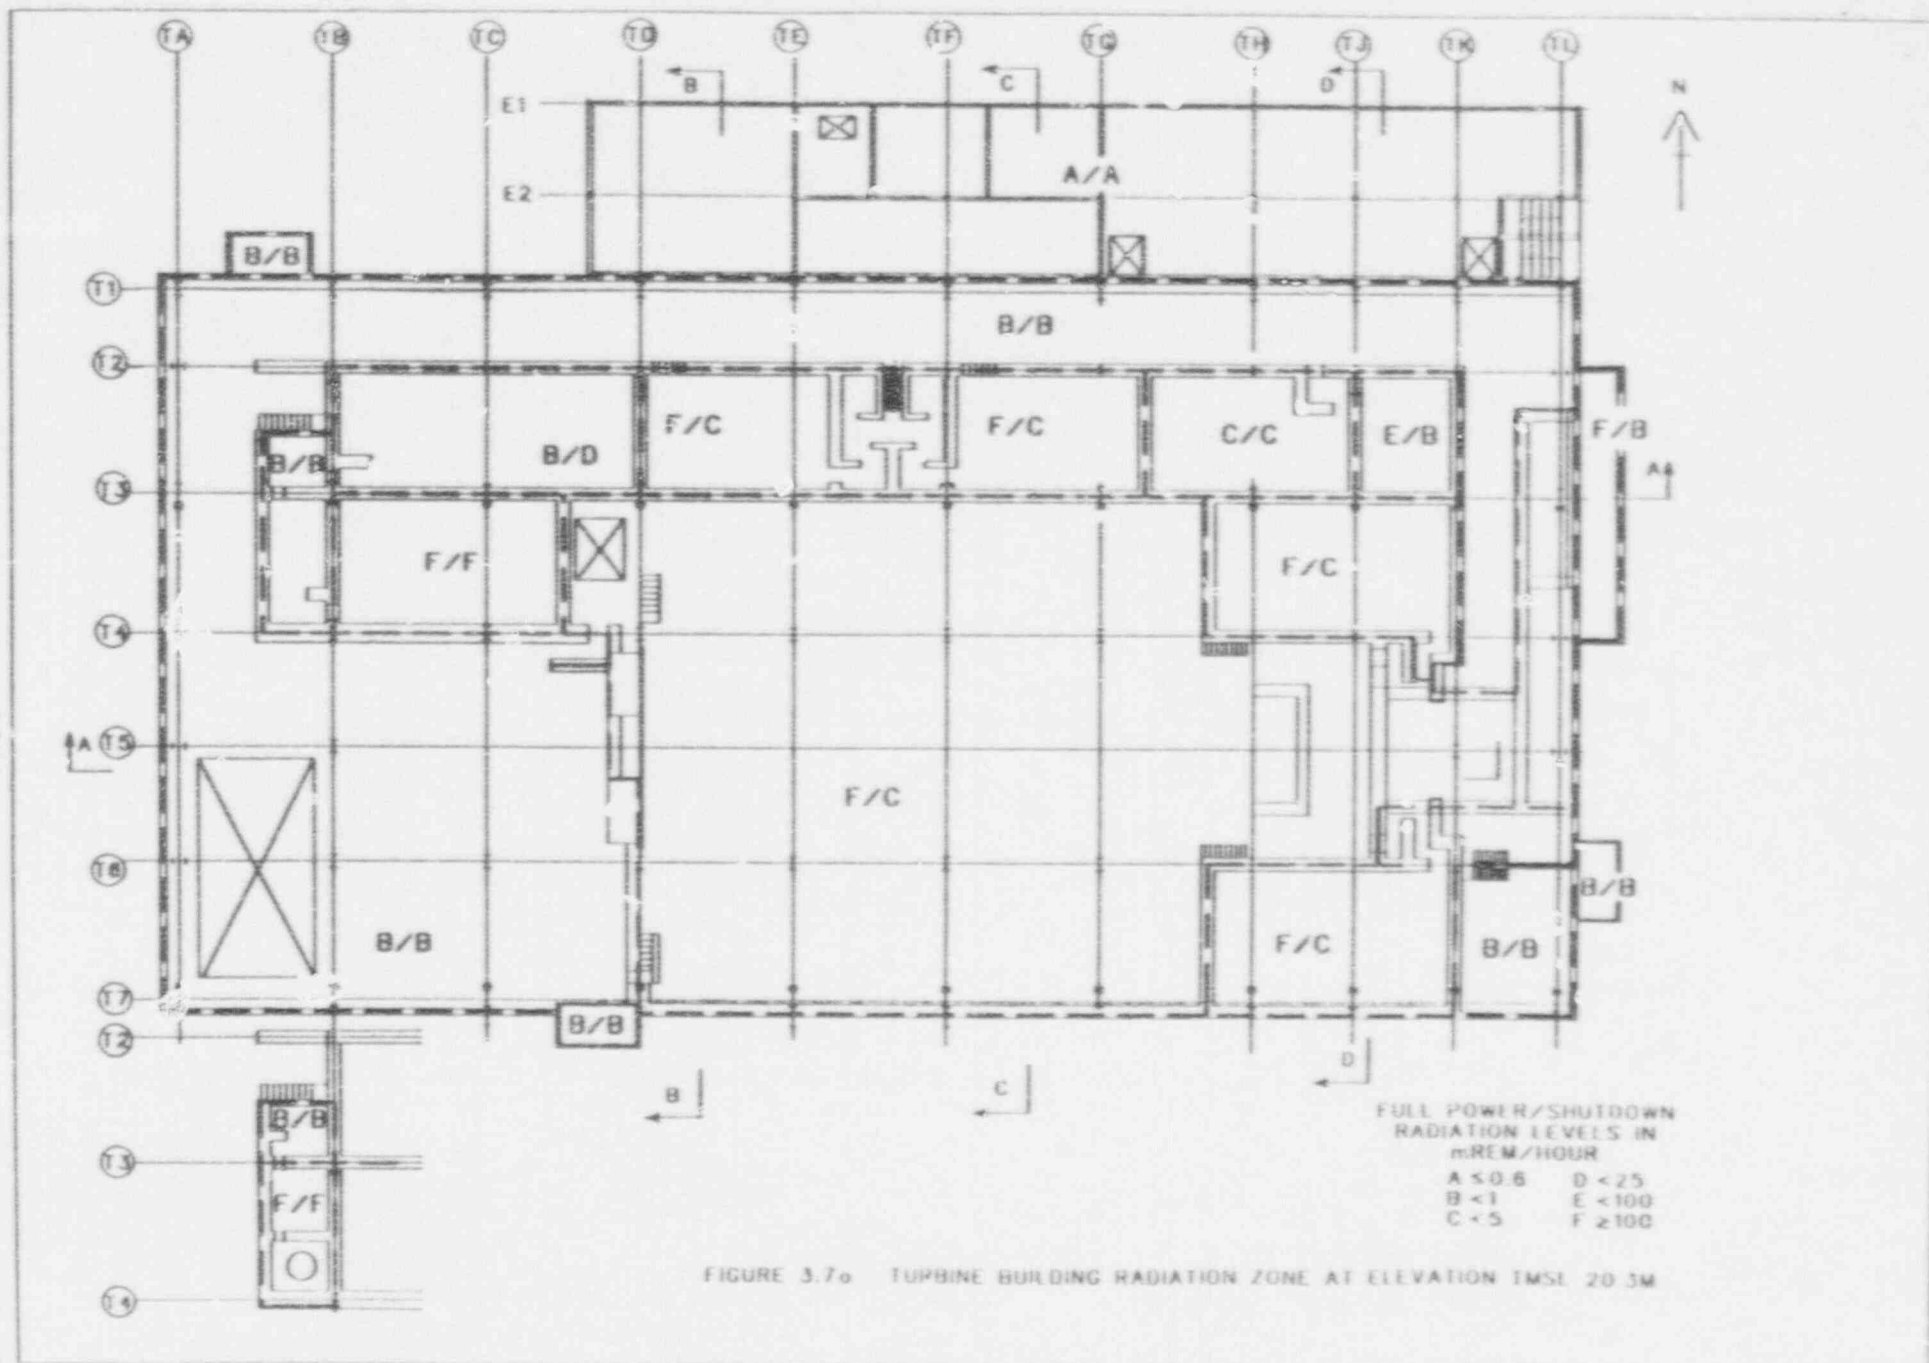 TA TB TC TD TE TF TG TH TJ TK TL
B C D N
E1
A/A
E2
B/B
T1
B/B
T2
F/C F/C C/C E/B F/B
B/D
B/B A
T3
F/F F/C
T4
A T5
F/C
T6
B/B
B/B F/C B/B
T7
B/B
T2
D
B C
B/B
T3
F/F
T4
FULL POWER/SHUTDOWN
RADIATION LEVELS IN
mREM/HOUR
A ≤0.6 D <25
B <1 E <100
C <5 F ≥100
FIGURE 3.7a TURBINE BUILDING RADIATION ZONE AT ELEVATION TMSL 20.3M